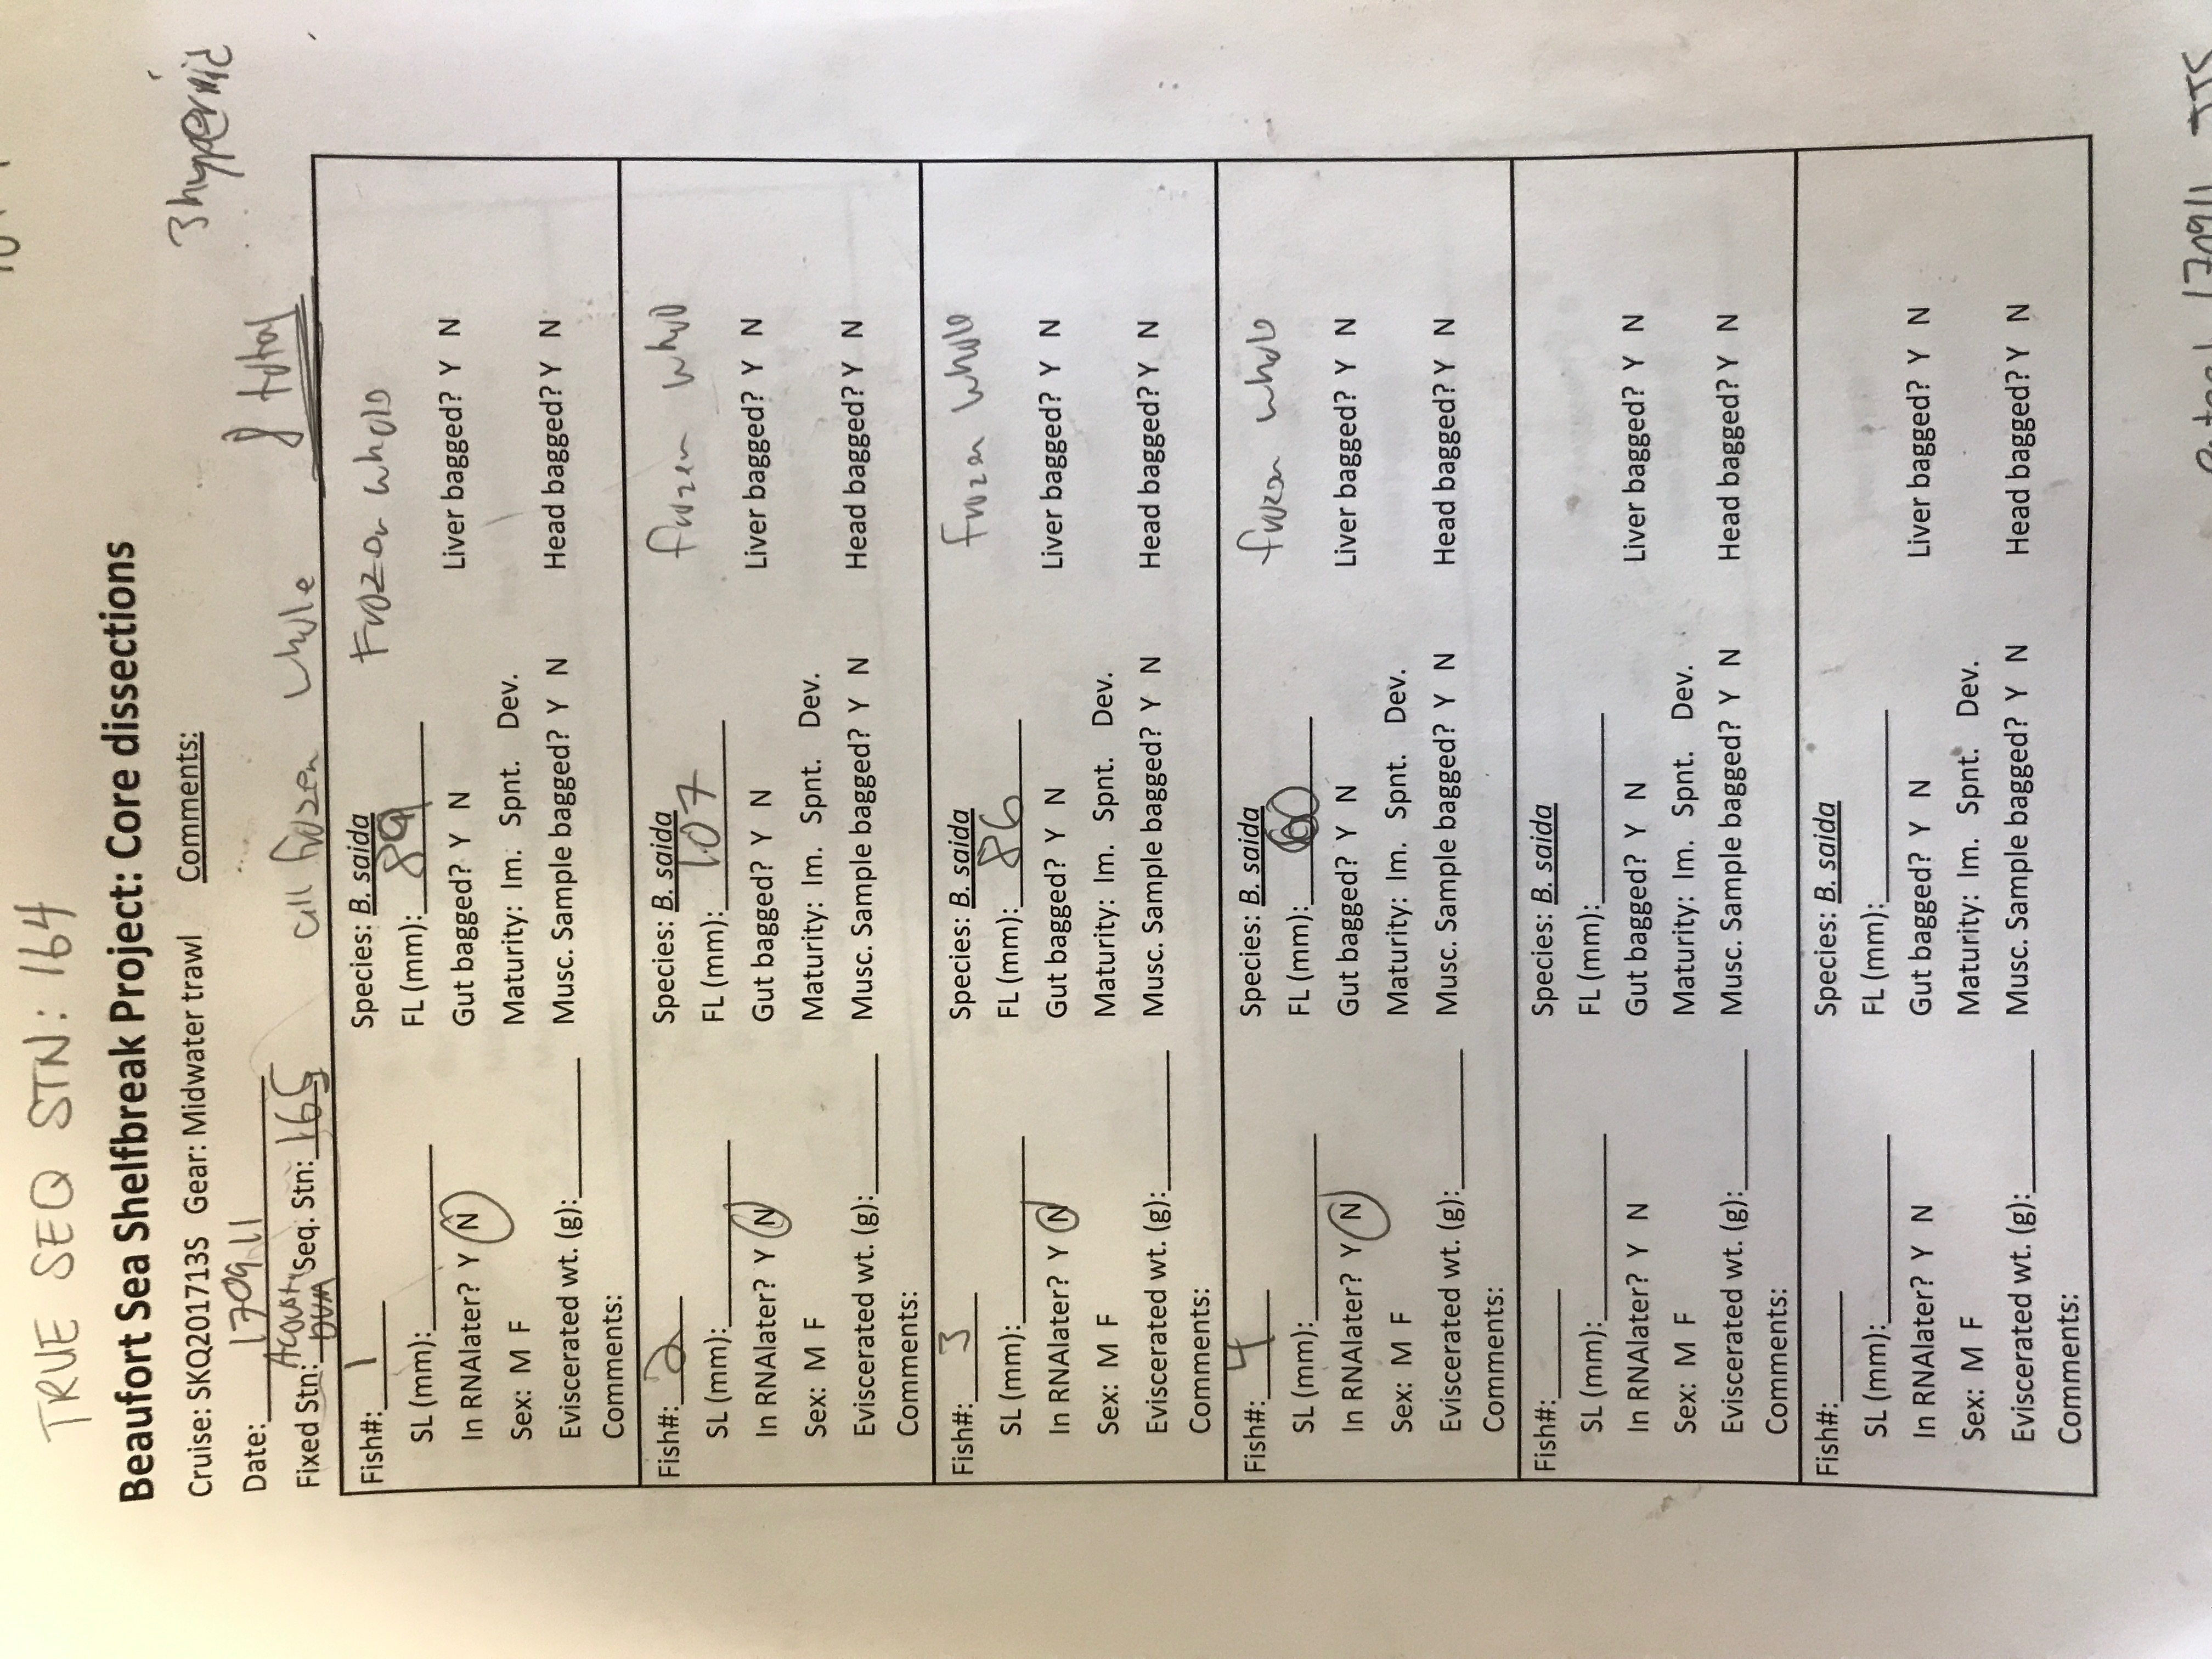 TRUE SEQ STN: 164
Beaufort Sea Shelfbreak Project: Core dissections
Cruise: SKQ201713S Gear: Midwater trawl Comments:
3 hyperiid
Date: 170911
8 total
Fixed Stn: Seq. Stn: 165 all frozen whole
Fish#: 1 Species: B. saida Frozen whole
SL (mm): FL (mm): 89
In RNAlater? Y N Gut bagged? Y N Liver bagged? Y N
Sex: M F Maturity: Im. Spnt. Dev.
Eviscerated wt. (g): Musc. Sample bagged? Y N Head bagged? Y N
Comments:
Fish#: 2 Species: B. saida frozen whole
SL (mm): FL (mm): 107
In RNAlater? Y N Gut bagged? Y N Liver bagged? Y N
Sex: M F Maturity: Im. Spnt. Dev.
Eviscerated wt. (g): Musc. Sample bagged? Y N Head bagged? Y N
Comments:
Fish#: 3 Species: B. saida Frozen whole
SL (mm): FL (mm): 86
In RNAlater? Y N Gut bagged? Y N Liver bagged? Y N
Sex: M F Maturity: Im. Spnt. Dev.
Eviscerated wt. (g): Musc. Sample bagged? Y N Head bagged? Y N
Comments:
Fish#: 4 Species: B. saida frozen whole
SL (mm): FL (mm):
In RNAlater? Y N Gut bagged? Y N Liver bagged? Y N
Sex: M F Maturity: Im. Spnt. Dev.
Eviscerated wt. (g): Musc. Sample bagged? Y N Head bagged? Y N
Comments:
Fish#: Species: B. saida
SL (mm): FL (mm):
In RNAlater? Y N Gut bagged? Y N Liver bagged? Y N
Sex: M F Maturity: Im. Spnt. Dev.
Eviscerated wt. (g): Musc. Sample bagged? Y N Head bagged? Y N
Comments:
Fish#: Species: B. saida
SL (mm): FL (mm):
In RNAlater? Y N Gut bagged? Y N Liver bagged? Y N
Sex: M F Maturity: Im. Spnt. Dev.
Eviscerated wt. (g): Musc. Sample bagged? Y N Head bagged? Y N
Comments:
170911 JJS